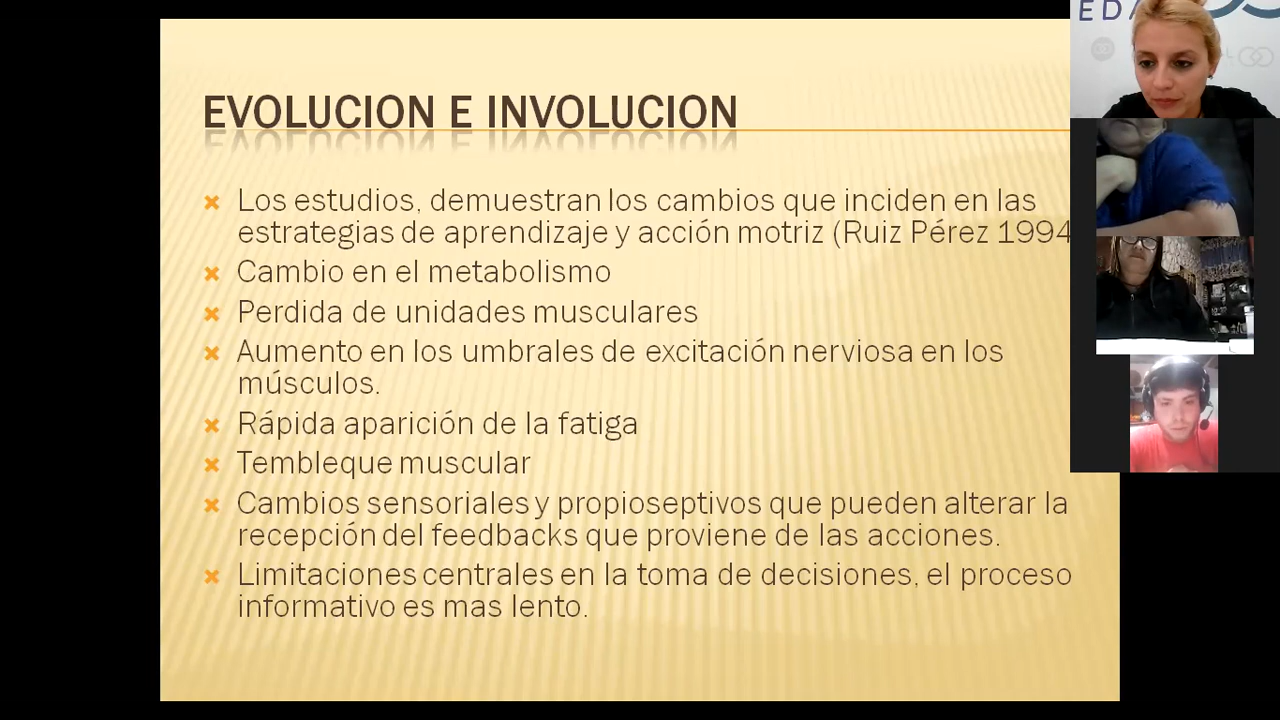 EVOLUCION E INVOLUCION
Los estudios, demuestran los cambios que inciden en las
estrategias de aprendizaje y acción motriz (Ruiz Pérez 1994
Cambio en el metabolismo
Perdida de unidades musculares
Aumento en los umbrales de excitación nerviosa en los
músculos.
Rápida aparición de la fatiga
Tembleque muscular
Cambios sensoriales y propioseptivos que pueden alterar la
recepción del feedbacks que proviene de las acciones.
Limitaciones centrales en la toma de decisiones, el proceso
informativo es mas lento.